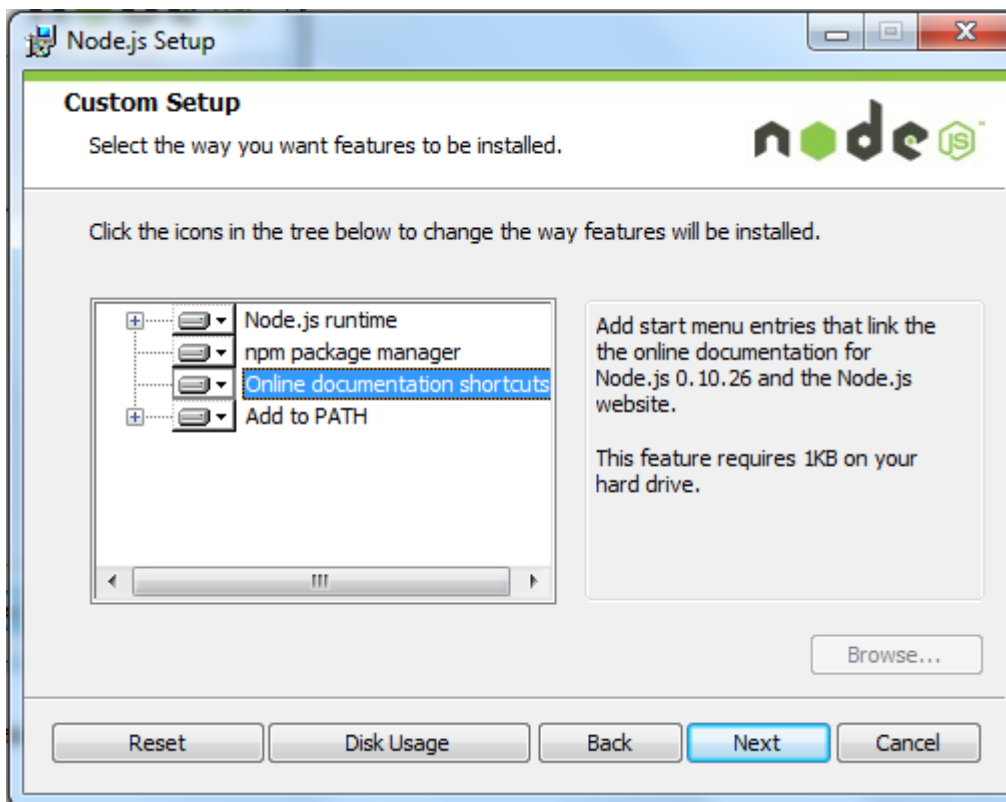 Node.js Setup
Custom Setup
Select the way you want features to be installed.
node JS™
Click the icons in the tree below to change the way features will be installed.
Node.js runtime
npm package manager
Online documentation shortcuts
Add to PATH
Add start menu entries that link the
the online documentation for
Node.js 0.10.26 and the Node.js
website.
This feature requires 1KB on your
hard drive.
Browse...
Reset
Disk Usage
Back
Next
Cancel